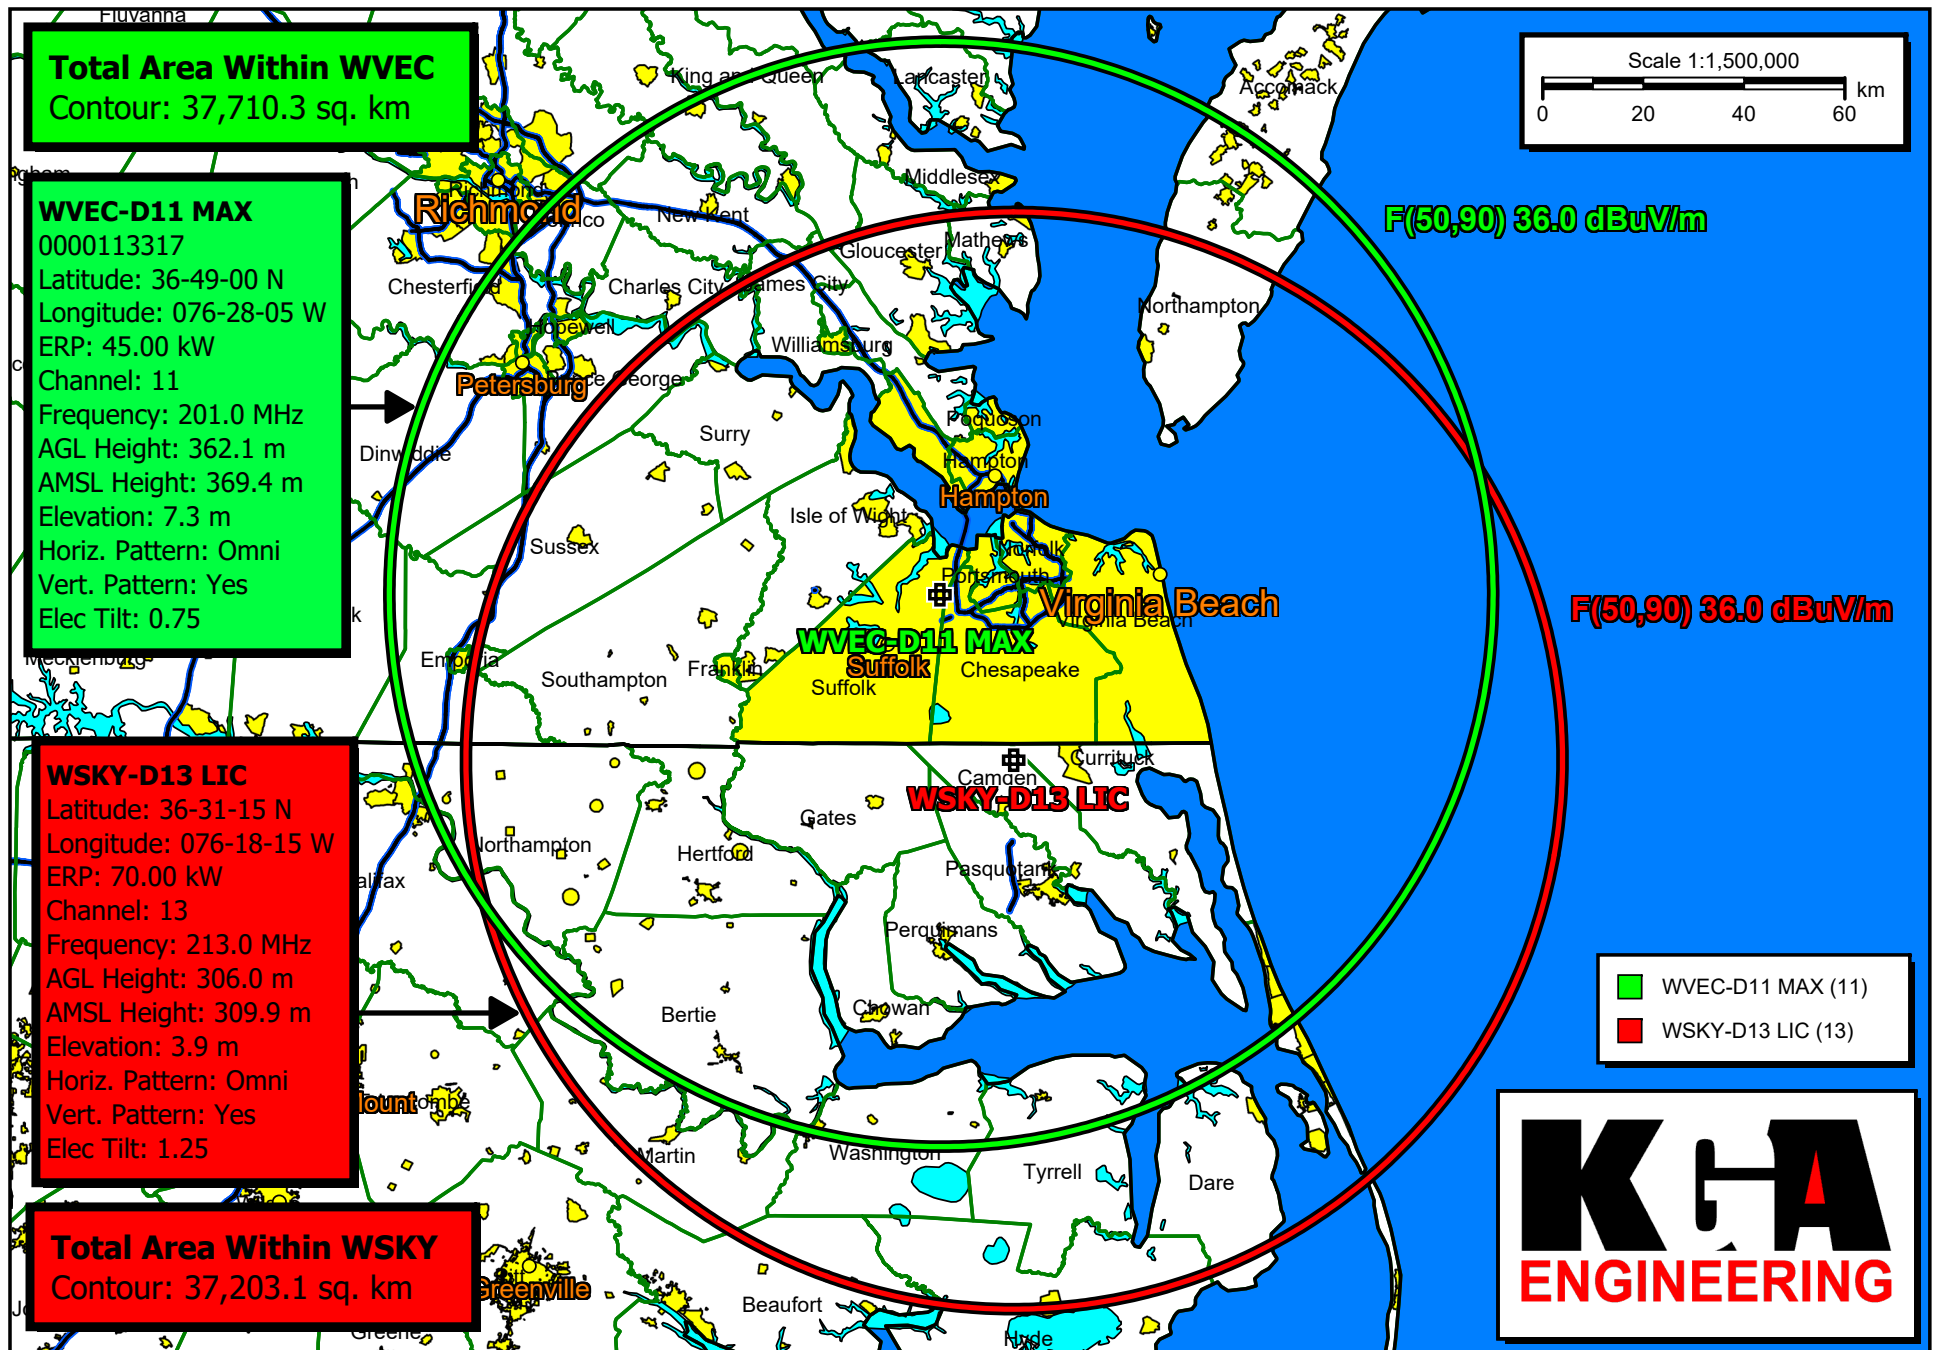 Fluvanna
Total Area Within WVEC
Contour: 37,710.3 sq. km
King and Queen
Lancaster
Accomack
Scale 1:1,500,000
km
0 20 40 60
WVEC-D11 MAX
0000113317
Latitude: 36-49-00 N
Longitude: 076-28-05 W
ERP: 45.00 kW
Channel: 11
Frequency: 201.0 MHz
AGL Height: 362.1 m
AMSL Height: 369.4 m
Elevation: 7.3 m
Horiz. Pattern: Omni
Vert. Pattern: Yes
Elec Tilt: 0.75
Richmond
Richmond
Middlesex
New Kent
F(50,90) 36.0 dBuV/m
Gloucester
Mathews
Chesterfield
Charles City
James City
Northampton
Hopewell
Williamsburg
Petersburg
Prince George
Poquoson
Surry
Dinwiddie
Hampton
Hampton
Isle of Wight
Sussex
Norfolk
Portsmouth
Virginia Beach
Virginia Beach
F(50,90) 36.0 dBuV/m
WVEC-D11 MAX
Suffolk
Mecklenburg
Emporia
Franklin
Chesapeake
Southampton
Suffolk
Currituck
Camden
WSKY-D13 LIC
WSKY-D13 LIC
Latitude: 36-31-15 N
Longitude: 076-18-15 W
ERP: 70.00 kW
Channel: 13
Frequency: 213.0 MHz
AGL Height: 306.0 m
AMSL Height: 309.9 m
Elevation: 3.9 m
Horiz. Pattern: Omni
Vert. Pattern: Yes
Elec Tilt: 1.25
Gates
Northampton
Hertford
Pasquotank
alifax
Perquimans
Chowan
Bertie
WVEC-D11 MAX (11)
WSKY-D13 LIC (13)
ount
ombe
Martin
Washington
Tyrrell
Dare
Total Area Within WSKY
Contour: 37,203.1 sq. km
Pitt
Greenville
Beaufort
Greene
Hyde
KGA
ENGINEERING